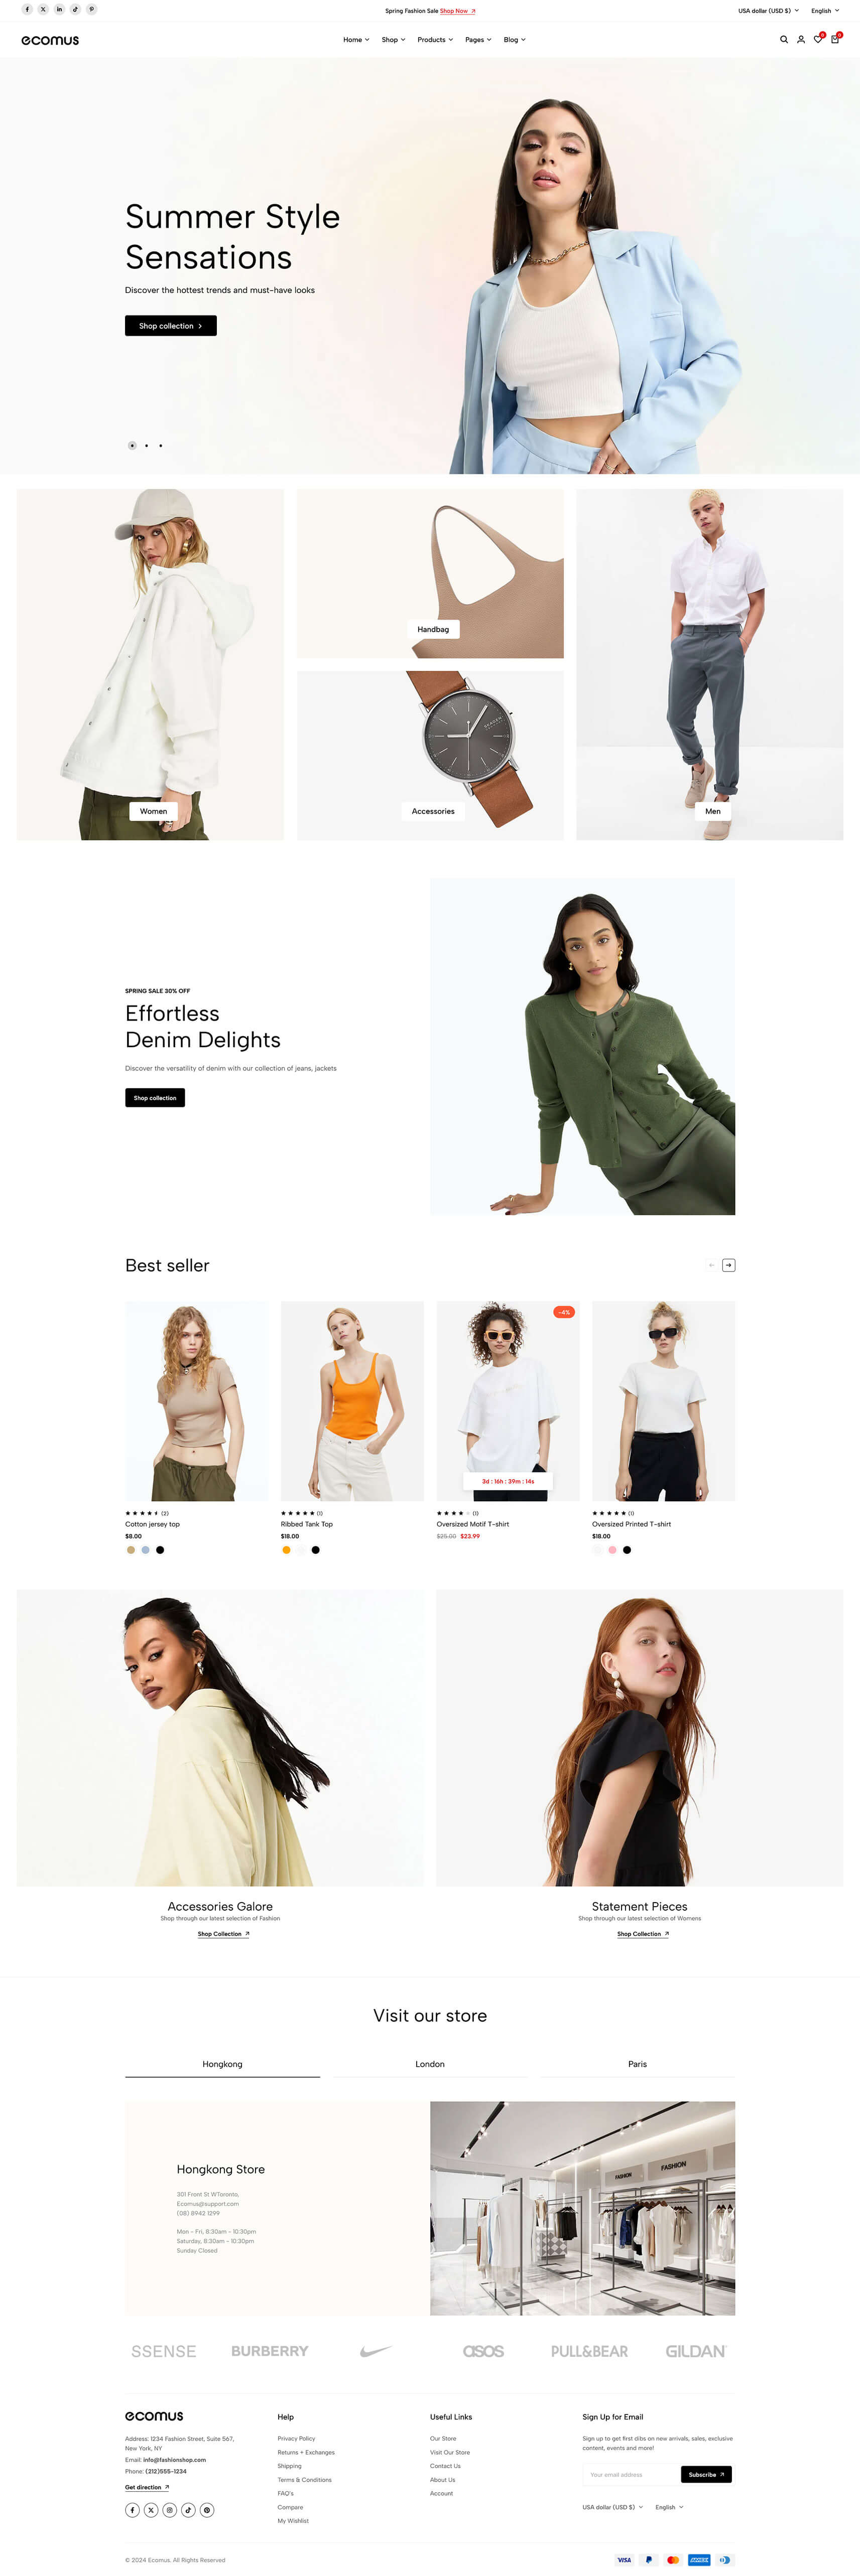 Spring Fashion Sale Shop Now
USA dollar (USD $)
English
ecomus
Home
Shop
Products
Pages
Blog
0
0
Summer Style
Sensations
Discover the hottest trends and must-have looks
Shop collection
Women
Handbag
SKAGEN
Accessories
Men
SPRING SALE 30% OFF
Effortless
Denim Delights
Discover the versatility of denim with our collection of jeans, jackets
Shop collection
Best seller
-4%
3d : 16h : 39m : 14s
(2)
Cotton jersey top
$8.00
(1)
Ribbed Tank Top
$18.00
(1)
Oversized Motif T-shirt
$25.00 $23.99
(1)
Oversized Printed T-shirt
$18.00
Accessories Galore
Shop through our latest selection of Fashion
Shop Collection
Statement Pieces
Shop through our latest selection of Womens
Shop Collection
Visit our store
Hongkong
London
Paris
Hongkong Store
301 Front St WToronto,
Ecomus@support.com
(08) 8942 1299
Mon - Fri, 8:30am - 10:30pm
Saturday, 8:30am - 10:30pm
Sunday Closed
FASHION
FASHION
SSENSE
BURBERRY
asos
PULL&BEAR
GILDAN
ecomus
Address: 1234 Fashion Street, Suite 567,
New York, NY
Email: info@fashionshop.com
Phone: (212)555-1234
Get direction
Help
Privacy Policy
Returns + Exchanges
Shipping
Terms & Conditions
FAQ's
Compare
My Wishlist
Useful Links
Our Store
Visit Our Store
Contact Us
About Us
Account
Sign Up for Email
Sign up to get first dibs on new arrivals, sales, exclusive
content, events and more!
Your email address
Subscribe
USA dollar (USD $)
English
© 2024 Ecomus. All Rights Reserved
VISA
AMEX